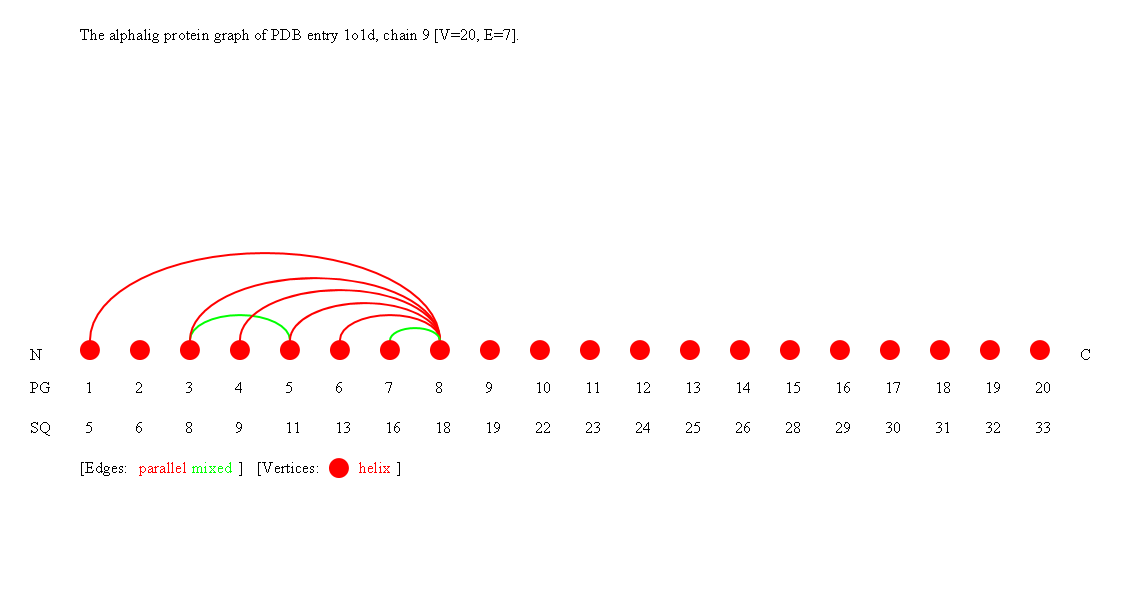 The alphalig protein graph of PDB entry 1o1d, chain 9 [V=20, E=7].
N C
PG 1 2 3 4 5 6 7 8 9 10 11 12 13 14 15 16 17 18 19 20
SQ 5 6 8 9 11 13 16 18 19 22 23 24 25 26 28 29 30 31 32 33
[Edges: parallel mixed ] [Vertices: helix ]